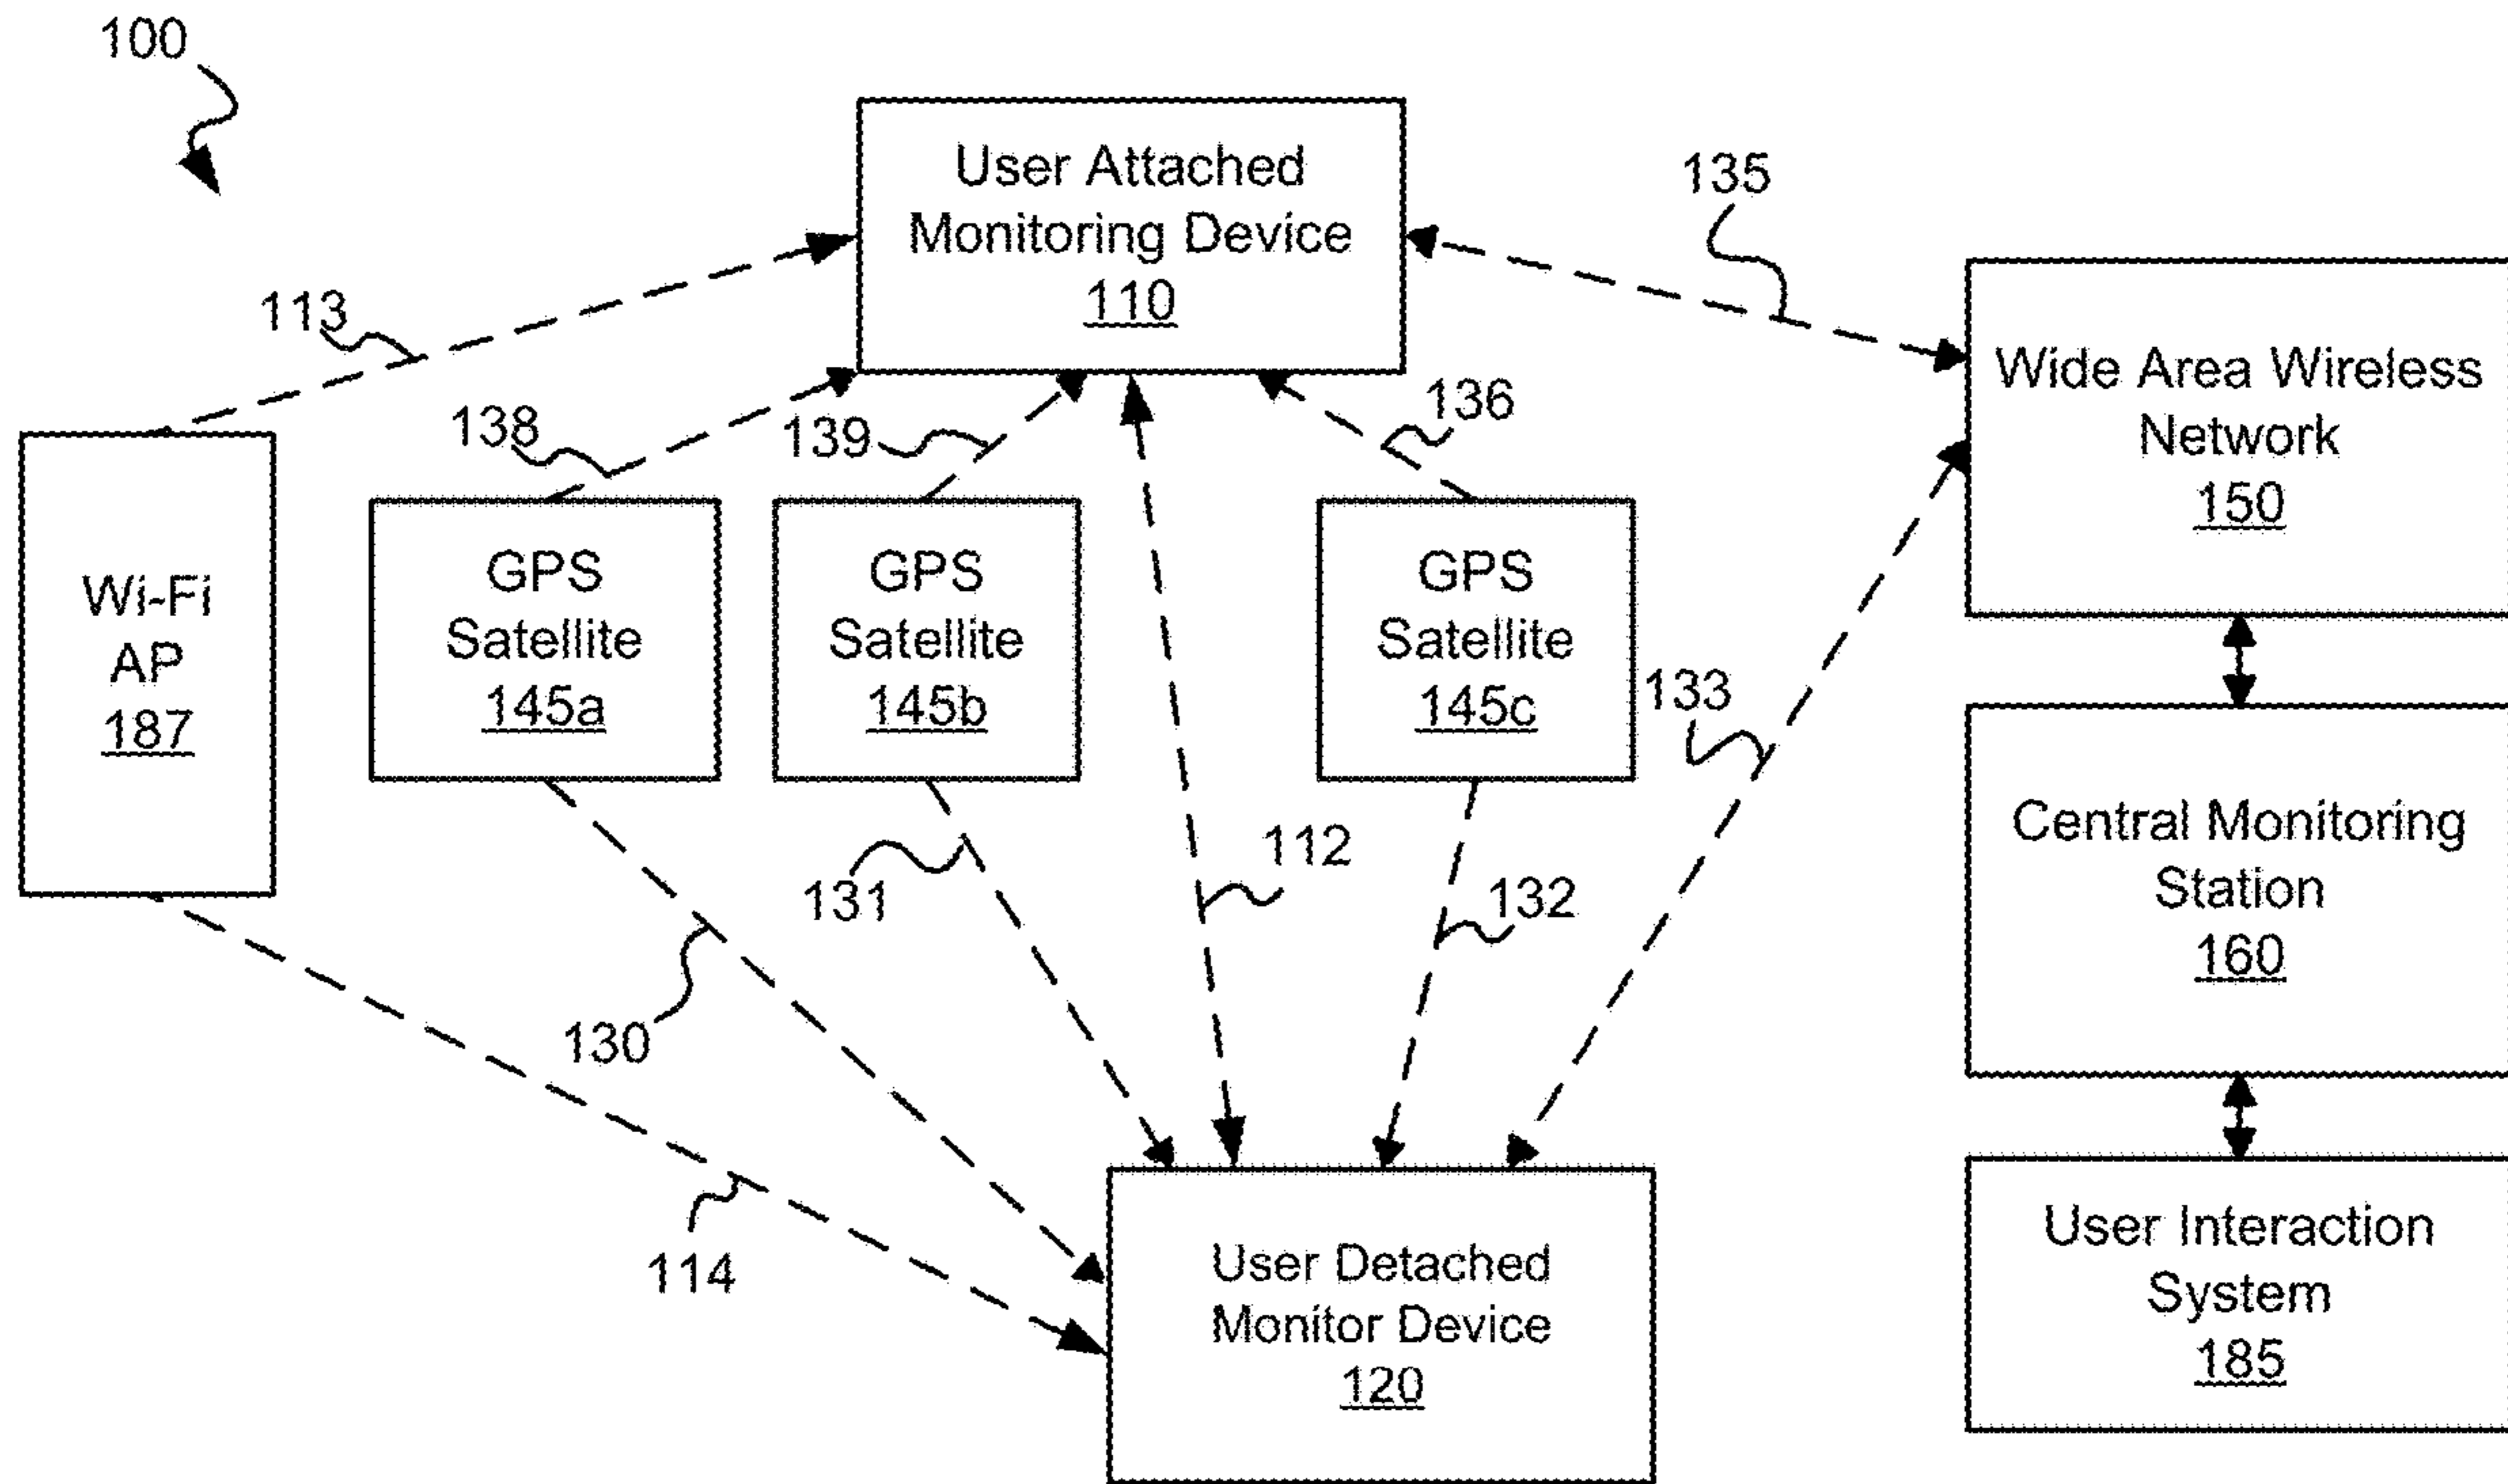 100
User Attached
Monitoring Device
110
135
113
138
139
136
Wide Area Wireless
Network
150
Wi-Fi
AP
187
GPS
Satellite
145a
GPS
Satellite
145b
GPS
Satellite
145c
133
131
112
132
130
114
Central Monitoring
Station
160
User Detached
Monitor Device
120
User Interaction
System
185